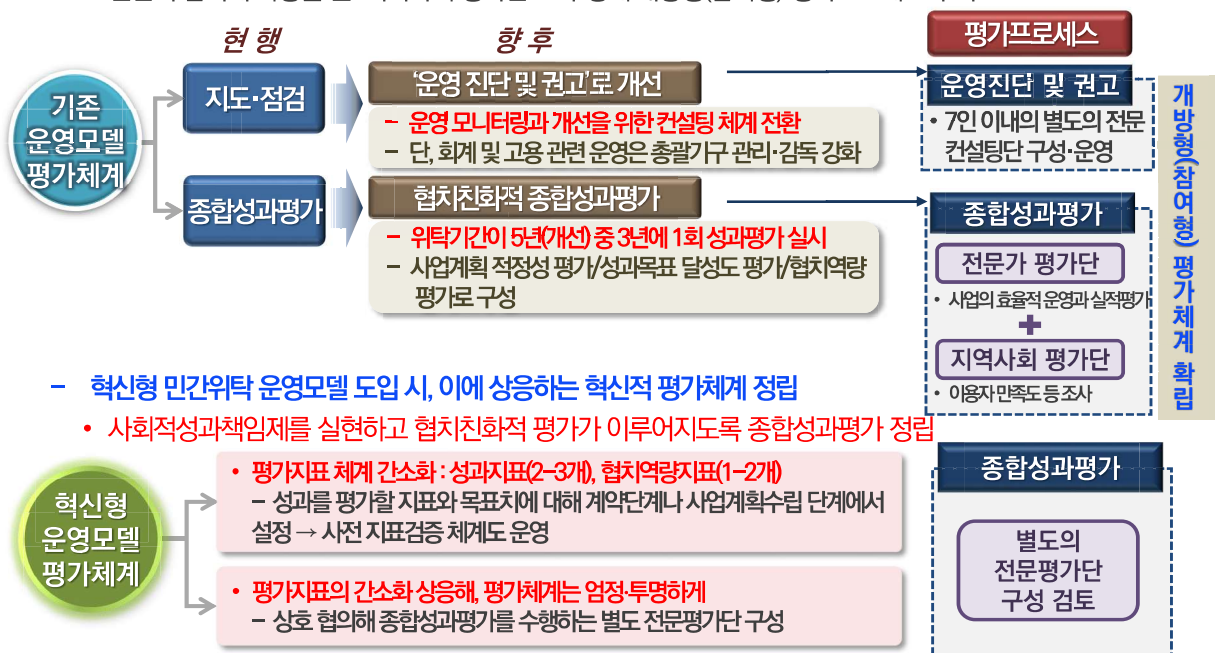 현 행
향 후
평가프로세스
기존
운영모델
평가체계
지도·점검
'운영 진단 및 권고'로 개선
– 운영 모니터링과 개선을 위한 컨설팅 체계 전환
– 단, 회계 및 고용 관련 운영은 총괄기구 관리·감독 강화
운영진단 및 권고
• 7인 이내의 별도의 전문
컨설팅단 구성·운영
종합성과평가
협치친화적 종합성과평가
– 위탁기간이 5년(개선) 중 3년에 1회 성과평가 실시
– 사업계획 적정성 평가/성과목표 달성도 평가/협치역량
평가로 구성
종합성과평가
전문가 평가단
• 사업의 효율적 운영과 실적평가
+
지역사회 평가단
• 이용자 만족도 등 조사
개방형(참여형) 평가체계 확립
– 혁신형 민간위탁 운영모델 도입 시, 이에 상응하는 혁신적 평가체계 정립
• 사회적성과책임제를 실현하고 협치친화적 평가가 이루어지도록 종합성과평가 정립
혁신형
운영모델
평가체계
• 평가지표 체계 간소화 : 성과지표(2–3개), 협치역량지표(1–2개)
– 성과를 평가할 지표와 목표치에 대해 계약단계나 사업계획수립 단계에서
설정 → 사전 지표검증 체계도 운영
• 평가지표의 간소화 상응해, 평가체계는 엄정·투명하게
– 상호 협의해 종합성과평가를 수행하는 별도 전문평가단 구성
종합성과평가
별도의
전문평가단
구성 검토